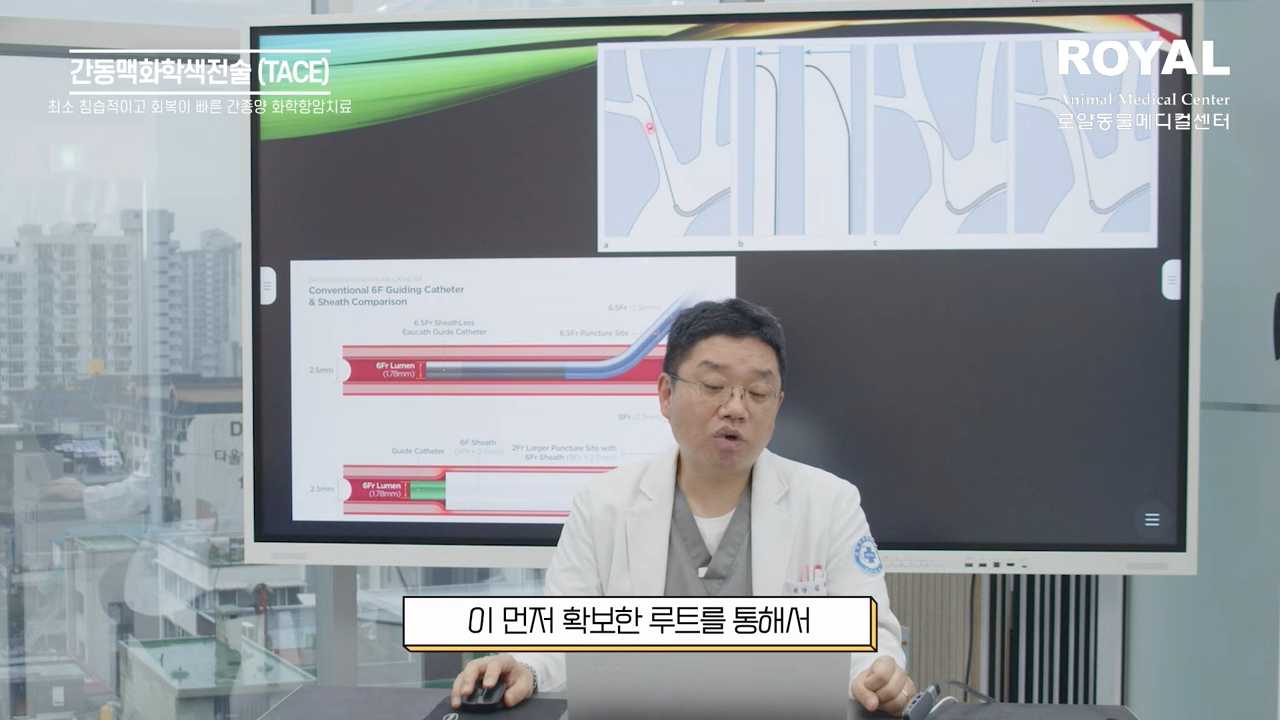 간동맥화학색전술 (TACE)
최소 침습적이고 회복이 빠른 간종양 화학항암치료
ROYAL
Animal Medical Center
로얄동물메디컬센터
a
b
c
Conventional 6F Guiding Catheter
& Sheath Comparison
6.5Fr
6.5Fr SheathLess
Eaucath Guide Catheter
6.5Fr Puncture Site
2.5mm
6Fr Lumen
(1.78mm)
8Fr
Guide Catheter
6F Sheath
2Fr Larger Puncture Site with
6Fr Sheath
2.5mm
6Fr Lumen
(1.78mm)
이 먼저 확보한 루트를 통해서